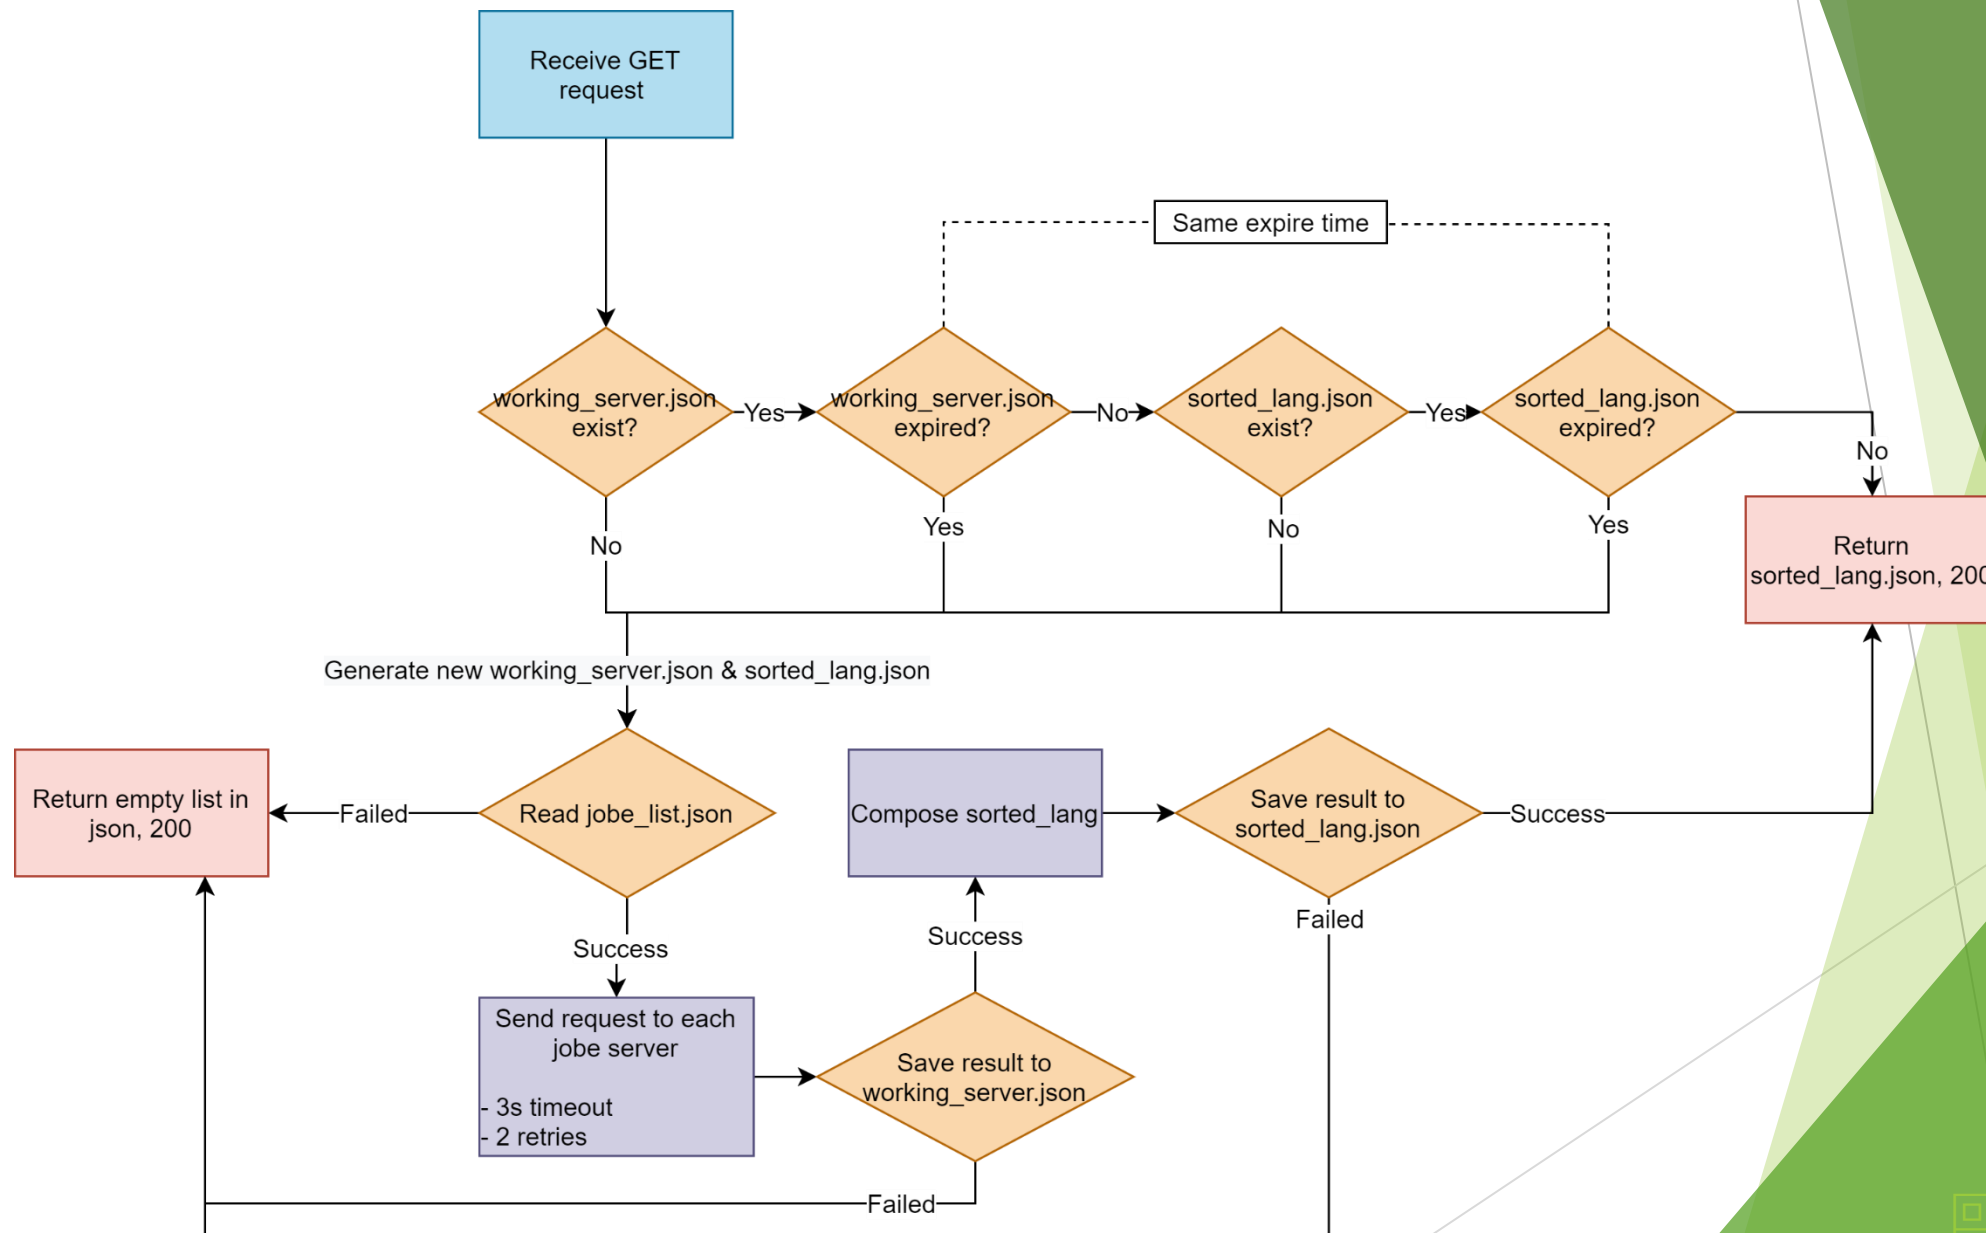 Receive GET
request
Same expire time
working_server.json
exist?
Yes
working_server.json
expired?
No
sorted_lang.json
exist?
Yes
sorted_lang.json
expired?
No
No
Yes
No
Yes
Return
sorted_lang.json, 200
Generate new working_server.json & sorted_lang.json
Return empty list in
json, 200
Failed
Read jobe_list.json
Compose sorted_lang
Save result to
sorted_lang.json
Success
Failed
Success
Success
Send request to each
jobe server
- 3s timeout
- 2 retries
Save result to
working_server.json
Failed